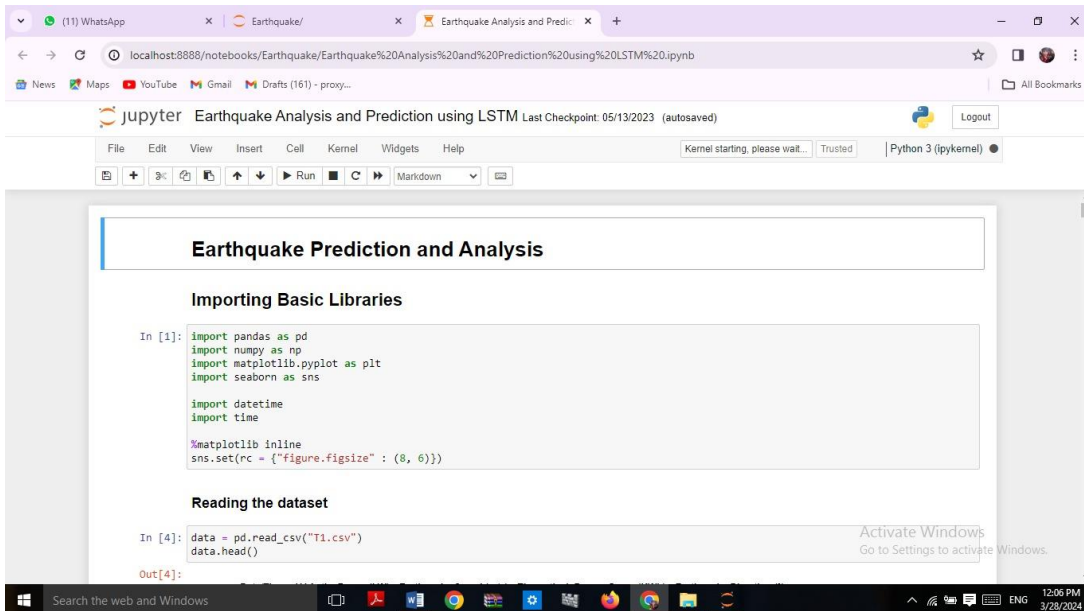 (11) WhatsApp
Earthquake/
Earthquake Analysis and Predic
localhost:8888/notebooks/Earthquake/Earthquake%20Analysis%20and%20Prediction%20using%20LSTM%20.ipynb
News Maps YouTube Gmail Drafts (161) - proxy... All Bookmarks
jupyter Earthquake Analysis and Prediction using LSTM Last Checkpoint: 05/13/2023 (autosaved) Logout
File Edit View Insert Cell Kernel Widgets Help Kernel starting, please wait... Trusted Python 3 (ipykernel)
Run Markdown
Earthquake Prediction and Analysis
Importing Basic Libraries
In [1]: import pandas as pd
import numpy as np
import matplotlib.pyplot as plt
import seaborn as sns
import datetime
import time
%matplotlib inline
sns.set(rc = {"figure.figsize" : (8, 6)})
Reading the dataset
In [4]: data = pd.read_csv("T1.csv")
data.head()
Out[4]:
Activate Windows
Go to Settings to activate Windows.
Search the web and Windows ENG 12:06 PM
3/28/2024